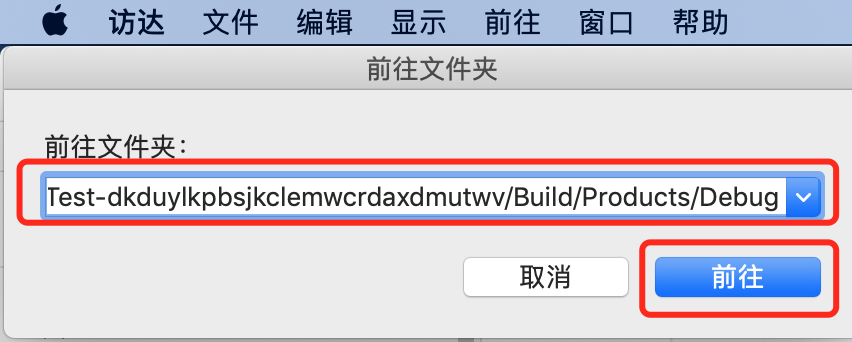 访达 文件 编辑 显示 前往 窗口 帮助
前往文件夹
前往文件夹：
Test-dkduylkpbsjkclemwcrdaxdmutwv/Build/Products/Debug
取消 前往